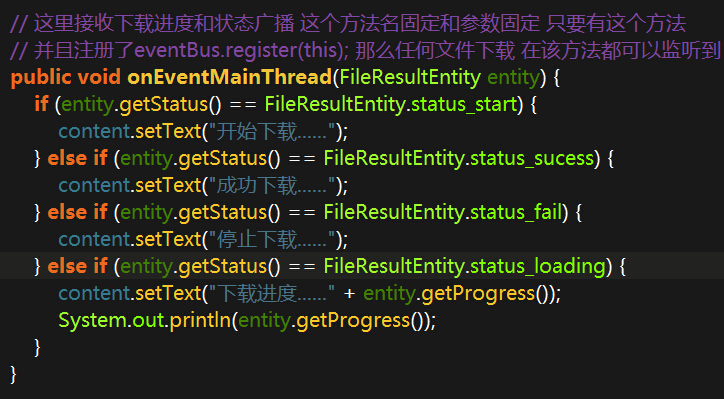 // 这里接收下载进度和状态广播 这个方法名固定和参数固定 只要有这个方法
// 并且注册了eventBus.register(this); 那么任何文件下载 在该方法都可以监听到
public void onEventMainThread(FileResultEntity entity) {
if (entity.getStatus() == FileResultEntity.status_start) {
content.setText("开始下载......");
} else if (entity.getStatus() == FileResultEntity.status_sucess) {
content.setText("成功下载......");
} else if (entity.getStatus() == FileResultEntity.status_fail) {
content.setText("停止下载......");
} else if (entity.getStatus() == FileResultEntity.status_loading) {
content.setText("下载进度......" + entity.getProgress());
System.out.println(entity.getProgress());
}
}